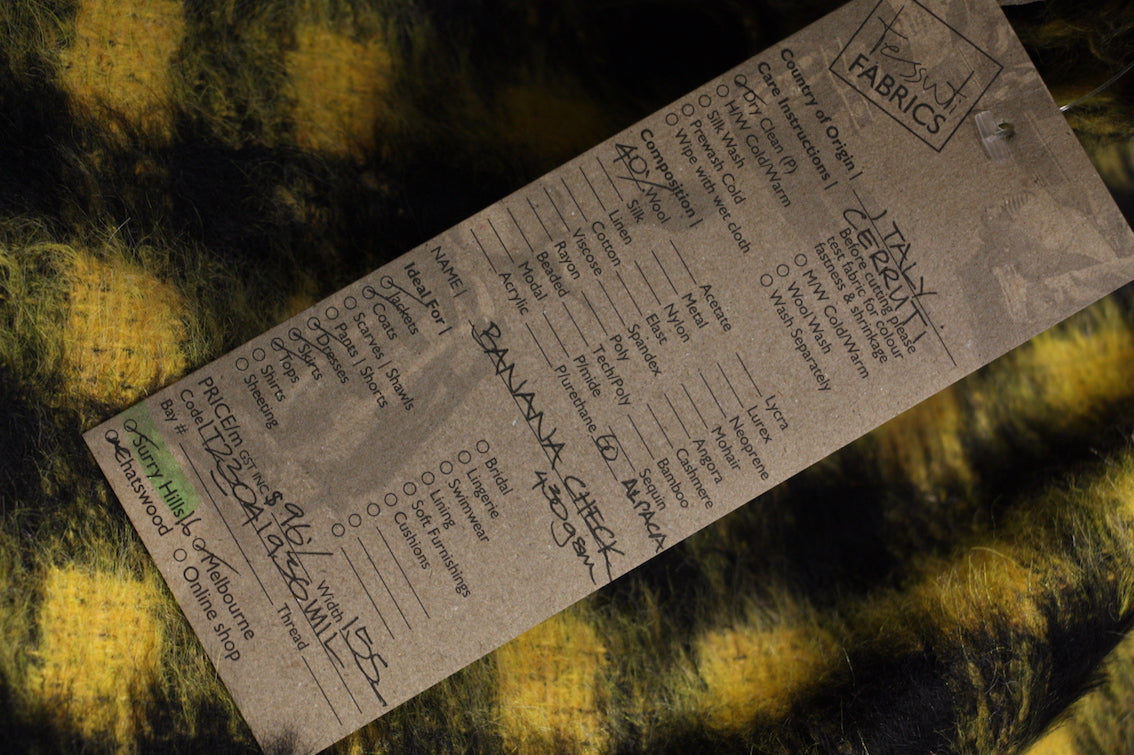 Tessuti
FABRICS
Country of Origin | ITALY
CERRUTI
Care Instructions | Before cutting please
test fabric for colour
fastness & shrinkage
Dry Clean (P)
H/W Cold/Warm
Silk Wash
Prewash Cold
Wipe with wet cloth
M/W Cold/Warm
Wool Wash
Wash Separately
Composition |
40% Wool
Silk
Linen
Cotton
Viscose
Rayon
Beaded
Modal
Acrylic
Acetate
Metal
Nylon
Elast
Spandex
Poly
Tech/Poly
P/mide
P/urethane
Lycra
Lurex
Neoprene
Mohair
Angora
Cashmere
Bamboo
Sequin
60 ALPACA
NAME | BANANA CHECK
430gsm
Ideal For |
Jackets
Coats
Scarves | Shawls
Pants | Shorts
Dresses
Skirts
Tops
Shirts
Sheeting
Bridal
Lingerie
Swimwear
Lining
Soft Furnishings
Cushions
PRICE/m GST INC $96 Width 155
Code
Bay # Thread
Surry Hills Melbourne
Chatswood Online shop